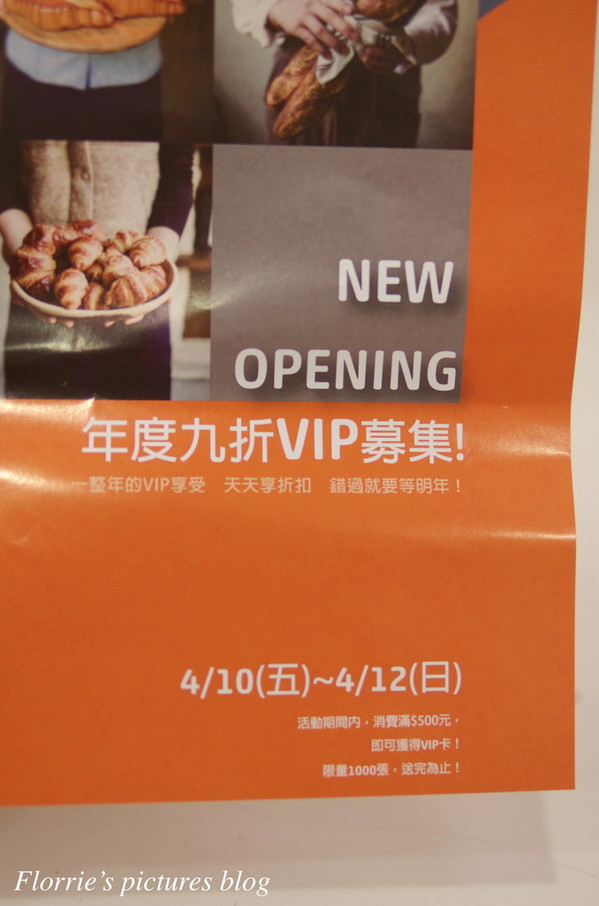 NEW
OPENING
年度九折VIP募集!
一整年的VIP享受 天天享折扣 錯過就要等明年！
4/10(五)~4/12(日)
活動期間內，消費滿$500元，
即可獲得VIP卡！
限量1000張，送完為止！
Florrie's pictures blog